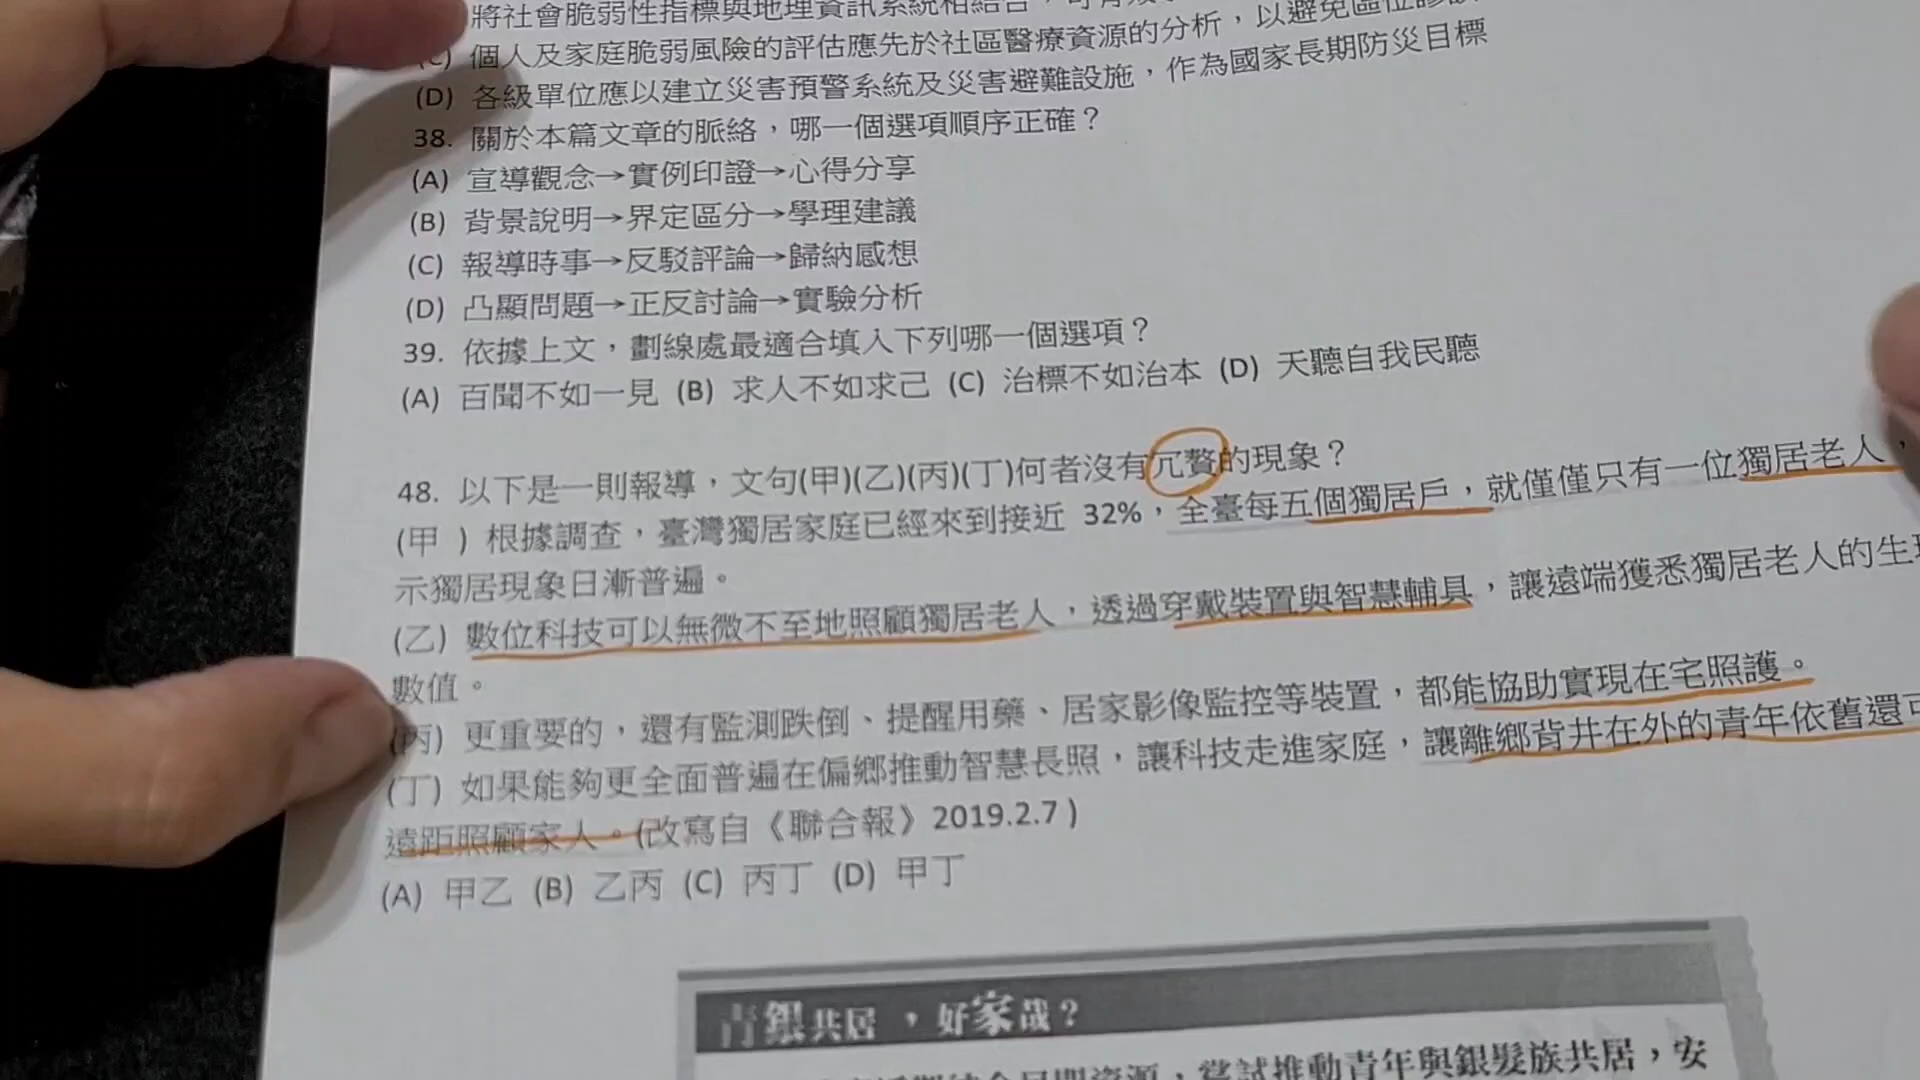 將社會脆弱性指標與地理資訊系統相結合，可有效
(C) 個人及家庭脆弱風險的評估應先於社區醫療資源的分析，以避免區位
(D) 各級單位應以建立災害預警系統及災害避難設施，作為國家長期防災目標
38. 關於本篇文章的脈絡，哪一個選項順序正確？
(A) 宣導觀念→實例印證→心得分享
(B) 背景說明→界定區分→學理建議
(C) 報導時事→反駁評論→歸納感想
(D) 凸顯問題→正反討論→實驗分析
39. 依據上文，劃線處最適合填入下列哪一個選項？
(A) 百聞不如一見 (B) 求人不如求己 (C) 治標不如治本 (D) 天聽自我民聽
48. 以下是一則報導，文句(甲)(乙)(丙)(丁)何者沒有冗贅的現象？
(甲 ) 根據調查，臺灣獨居家庭已經來到接近 32%，全臺每五個獨居戶，就僅僅只有一位獨居老人，
示獨居現象日漸普遍。
(乙) 數位科技可以無微不至地照顧獨居老人，透過穿戴裝置與智慧輔具，讓遠端獲悉獨居老人的生理
數值。
(丙) 更重要的，還有監測跌倒、提醒用藥、居家影像監控等裝置，都能協助實現在宅照護。
(丁) 如果能夠更全面普遍在偏鄉推動智慧長照，讓科技走進家庭，讓離鄉背井在外的青年依舊還可
遠距照顧家人。(改寫自《聯合報》2019.2.7 )
(A) 甲乙 (B) 乙丙 (C) 丙丁 (D) 甲丁
青銀共居，好家哉？
嘗試推動青年與銀髮族共居，安